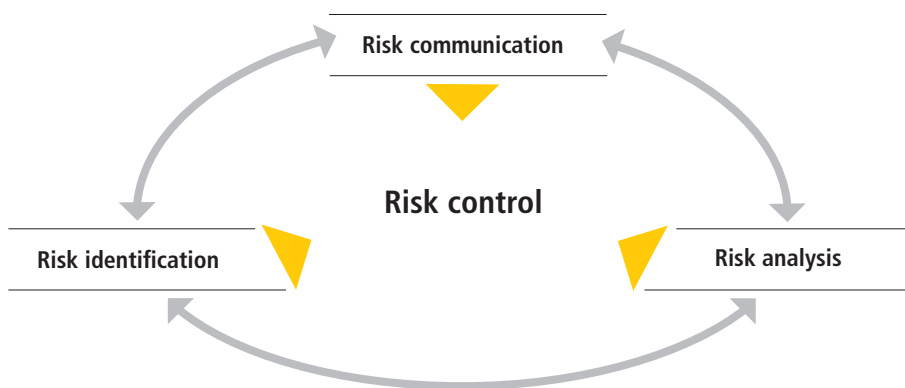 Risk communication
Risk control
Risk identification
Risk analysis